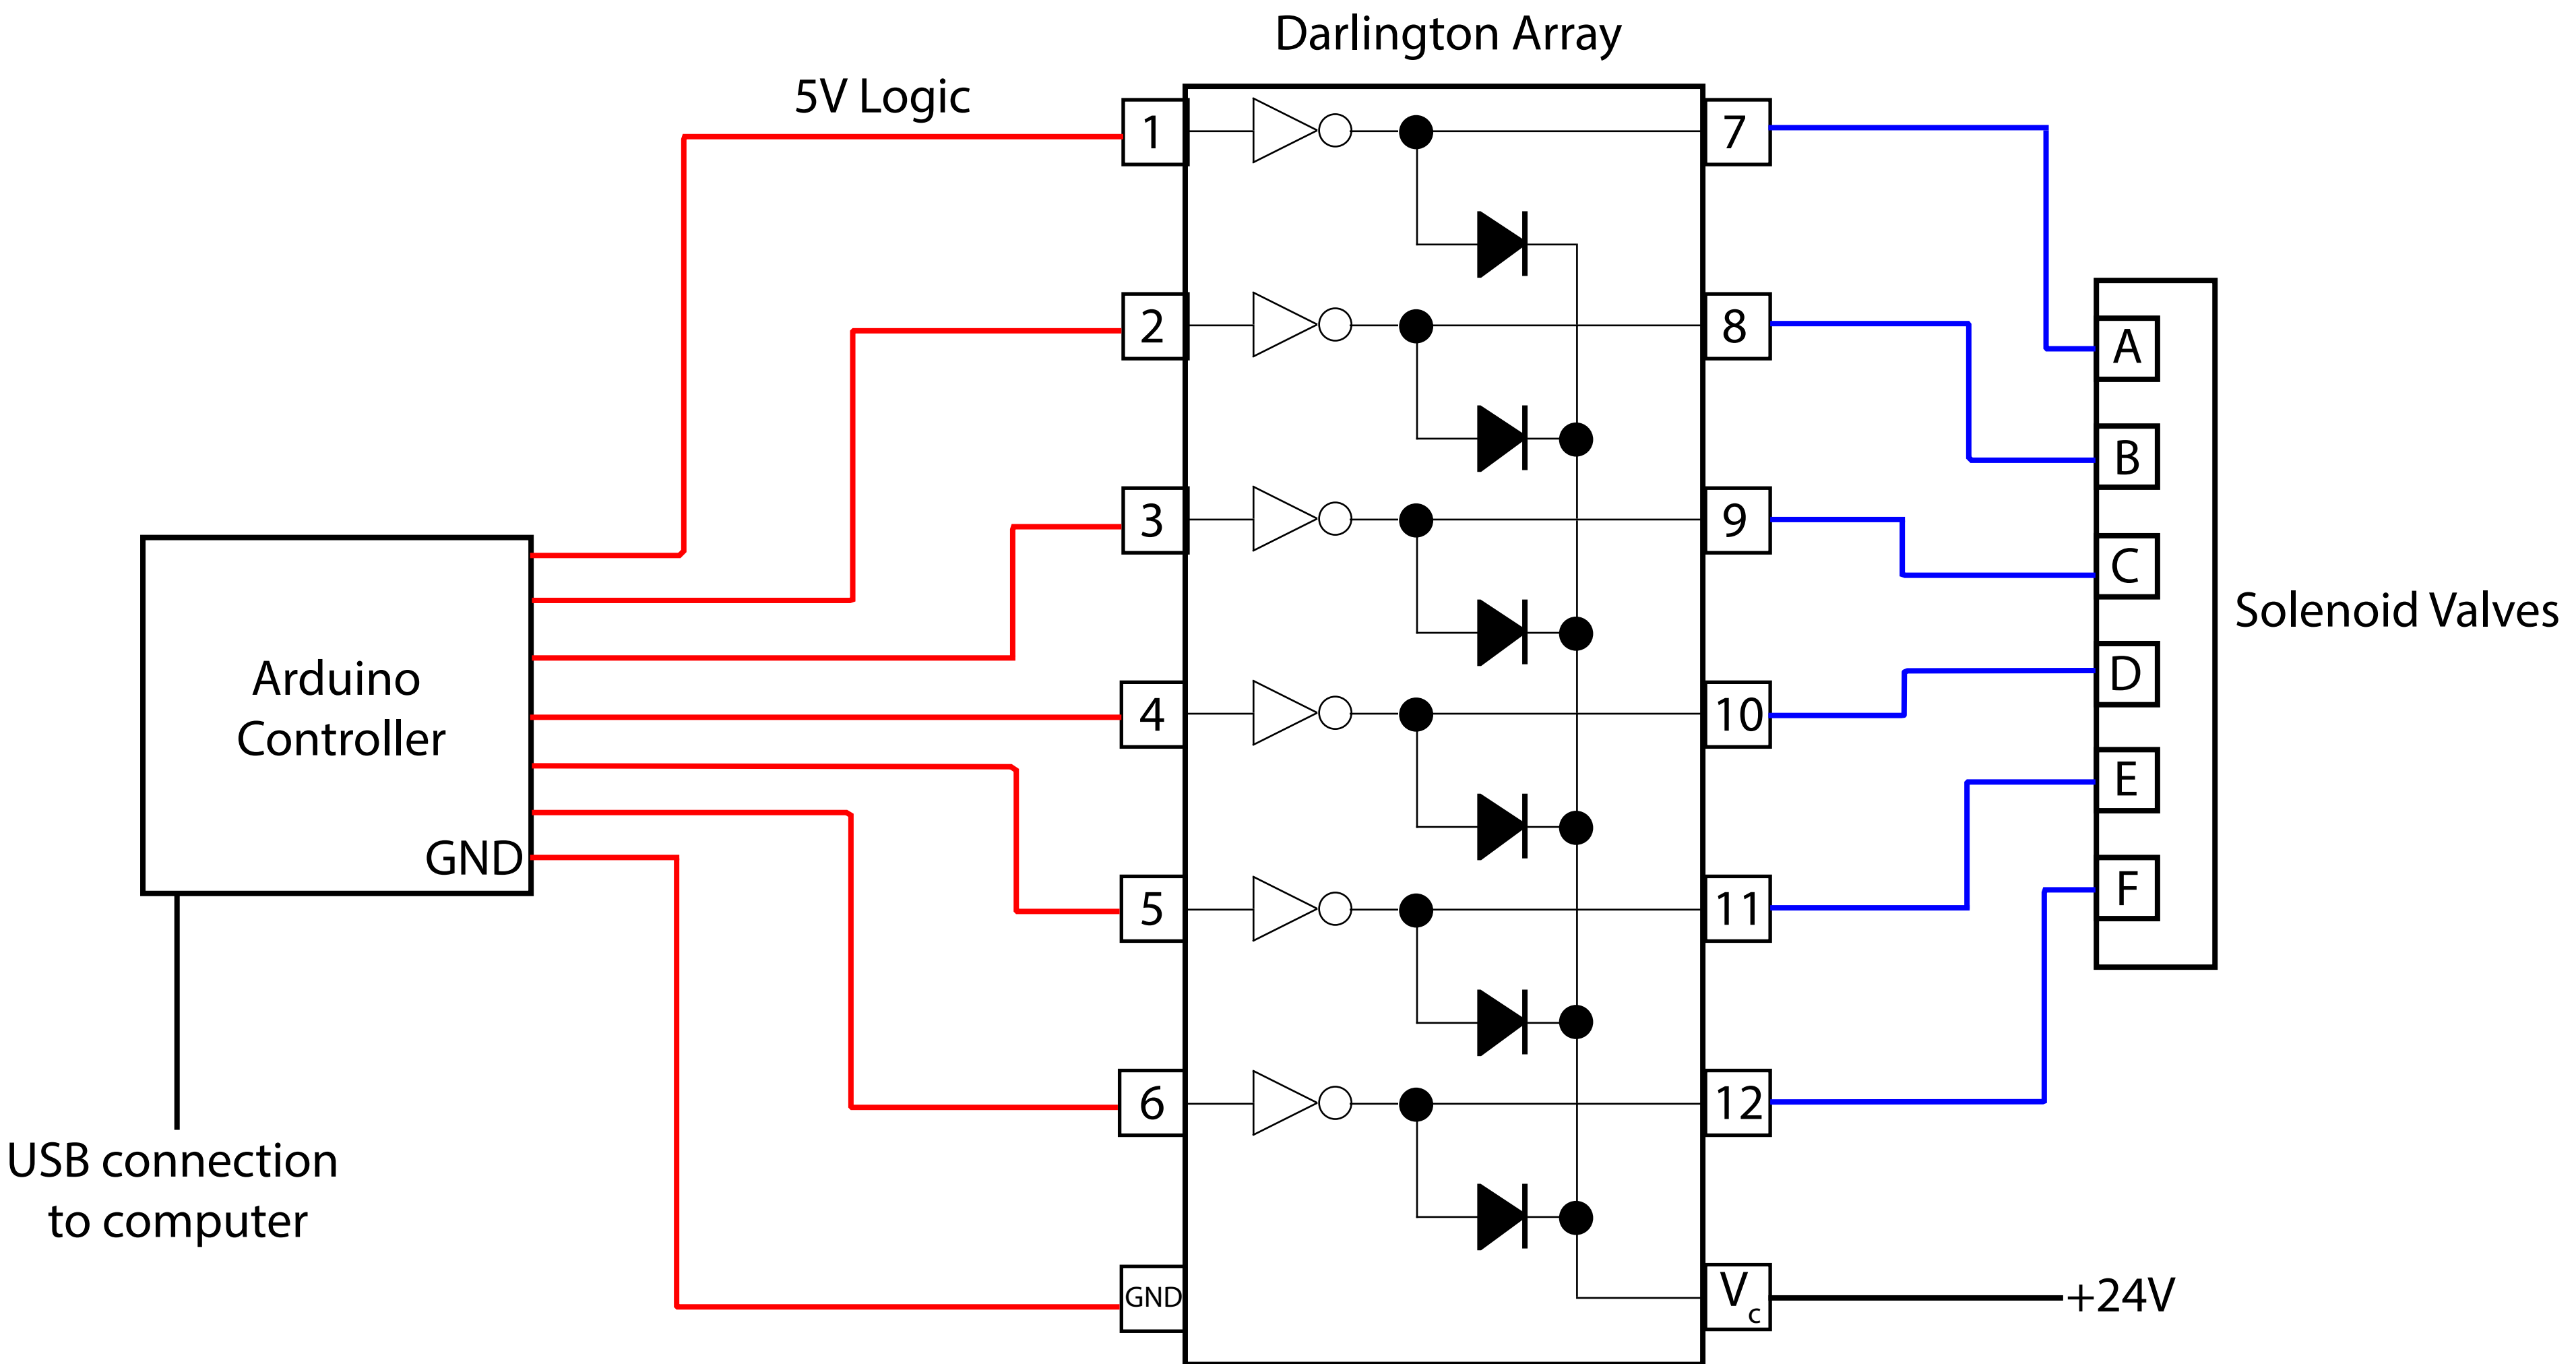 Darlington Array
5V Logic
1
7
2
8
A
B
3
9
C
Solenoid Valves
Arduino
Controller
4
10
D
E
GND
5
11
F
6
12
USB connection
to computer
GND
Vc
+24V